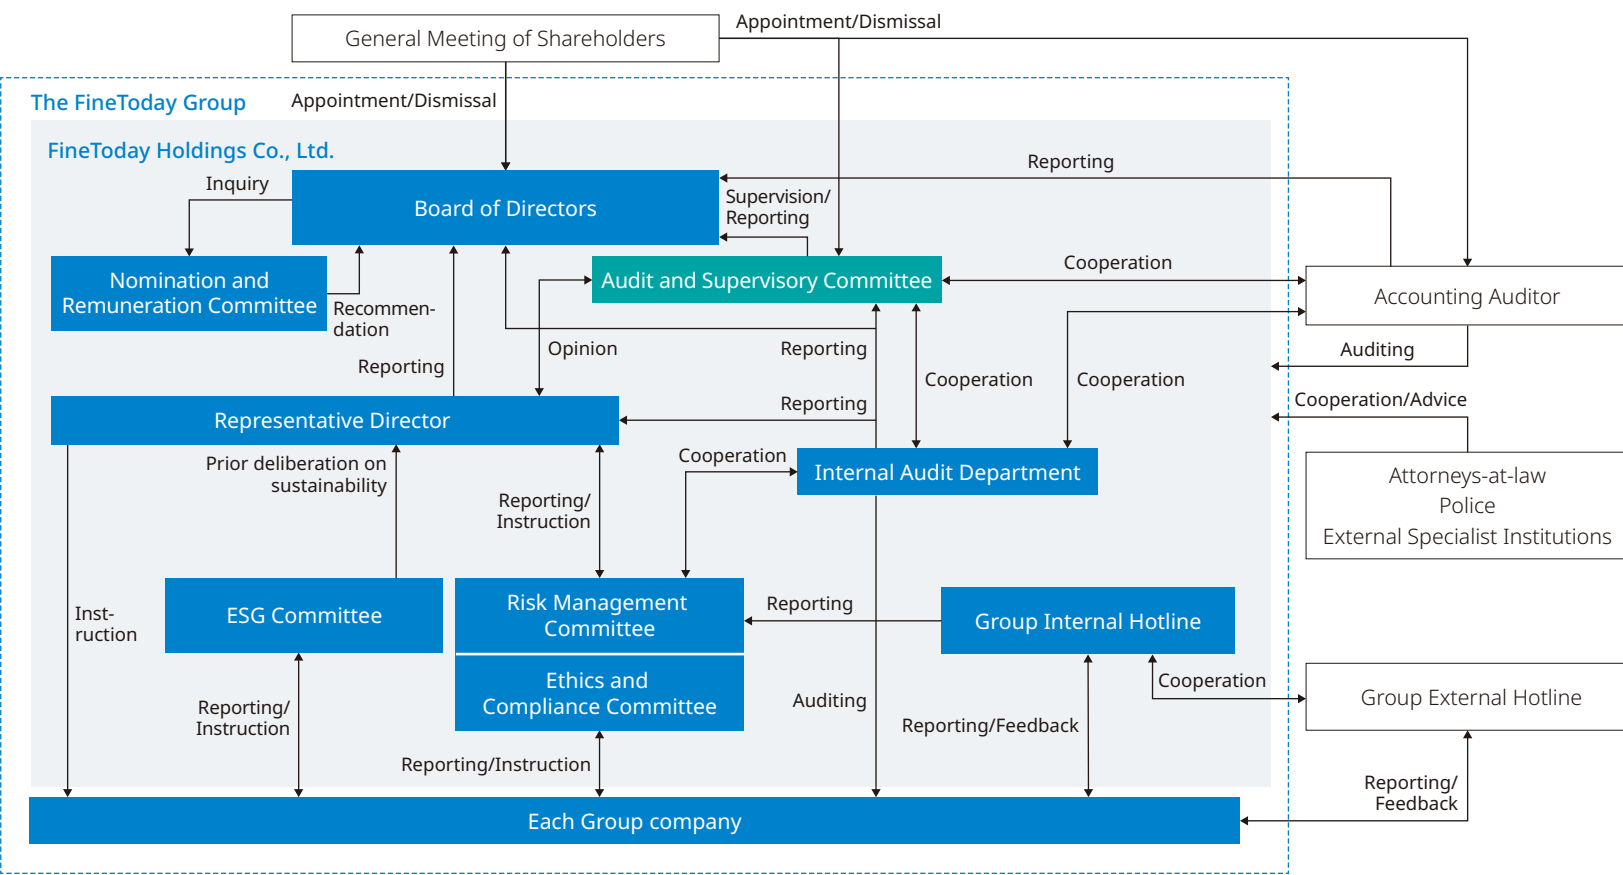 Appointment/Dismissal
General Meeting of Shareholders
The FineToday Group
Appointment/Dismissal
FineToday Holdings Co., Ltd.
Reporting
Inquiry
Supervision/
Reporting
Board of Directors
Nomination and
Remuneration Committee
Audit and Supervisory Committee
Cooperation
Accounting Auditor
Recommen-
dation
Opinion
Reporting
Auditing
Reporting
Cooperation
Cooperation
Reporting
Cooperation/Advice
Representative Director
Prior deliberation on
sustainability
Cooperation
Internal Audit Department
Attorneys-at-law
Police
External Specialist Institutions
Reporting/
Instruction
Inst-
ruction
ESG Committee
Risk Management
Committee
Reporting
Group Internal Hotline
Ethics and
Compliance Committee
Cooperation
Group External Hotline
Reporting/
Instruction
Auditing
Reporting/Feedback
Reporting/Instruction
Reporting/
Feedback
Each Group company